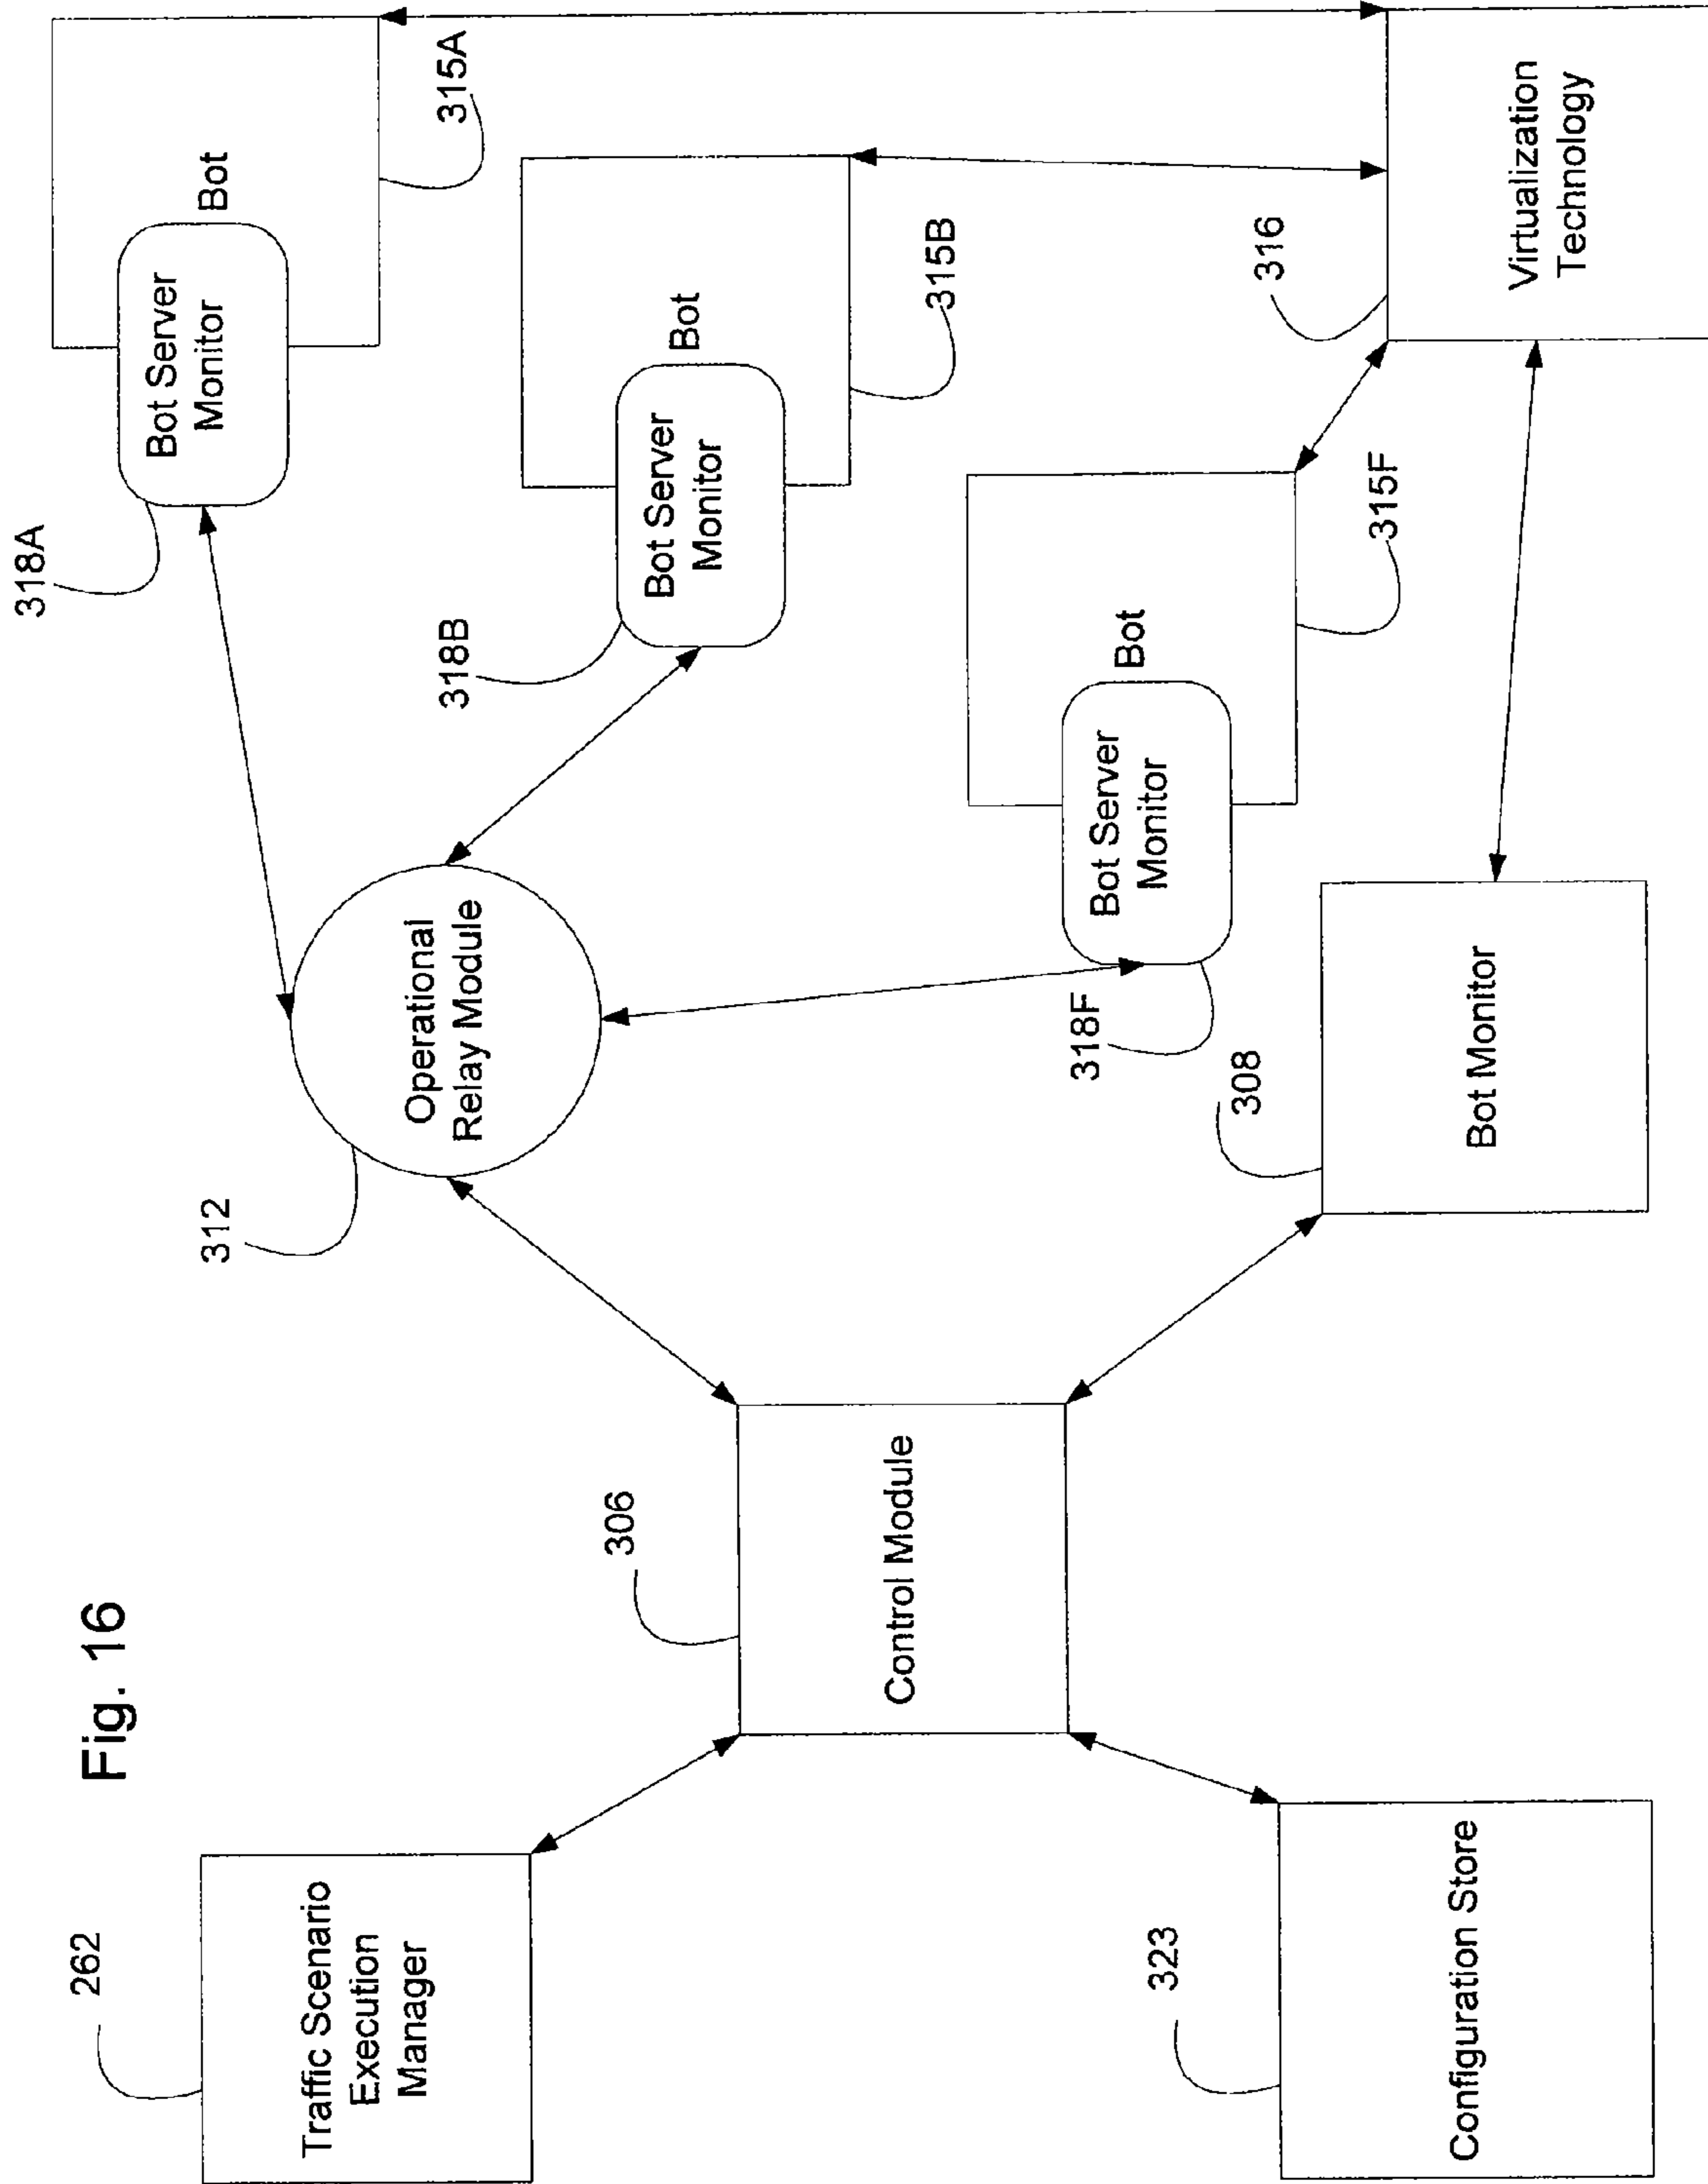 Fig. 16
262
Traffic Scenario
Execution
Manager
323
Configuration Store
306
Control Module
312
Operational
Relay Module
308
Bot Monitor
318A
Bot Server
Monitor
Bot
315A
318B
Bot Server
Monitor
Bot
315B
318F
Bot Server
Monitor
Bot
315F
316
Virtualization
Technology